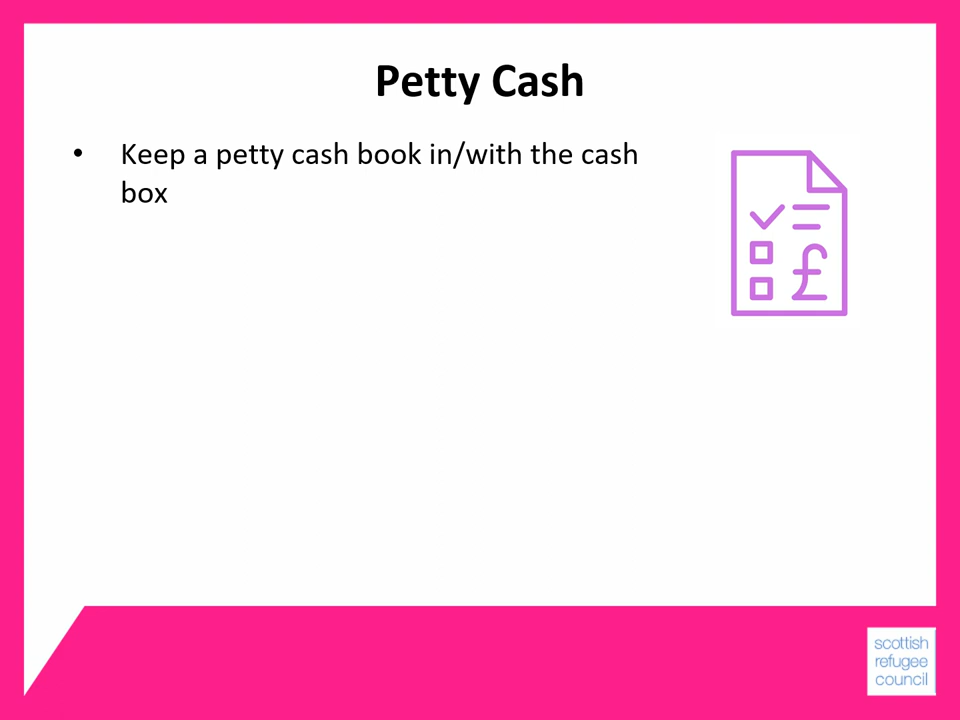 Petty Cash
• Keep a petty cash book in/with the cash
box
£
scottish
refugee
council